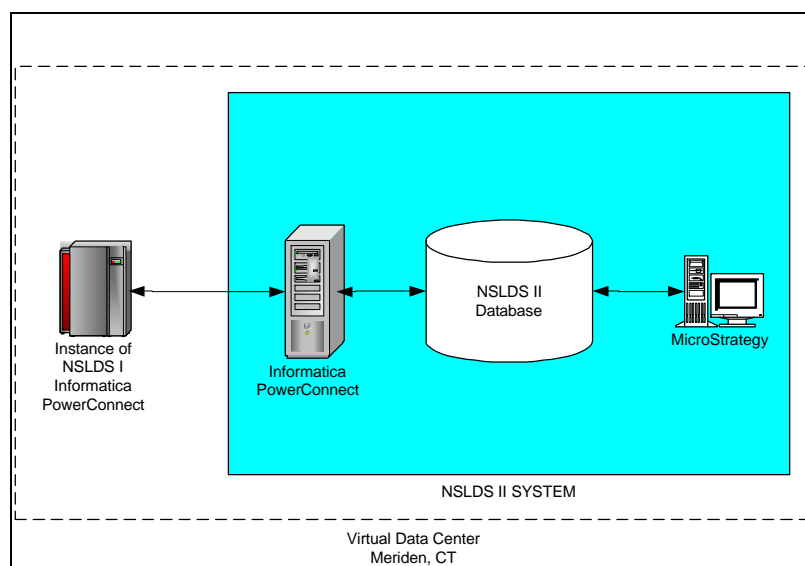 Instance of
NSLDS I
Informatica
PowerConnect
Informatica
PowerConnect
NSLDS II
Database
MicroStrategy
NSLDS II SYSTEM
Virtual Data Center
Meriden, CT